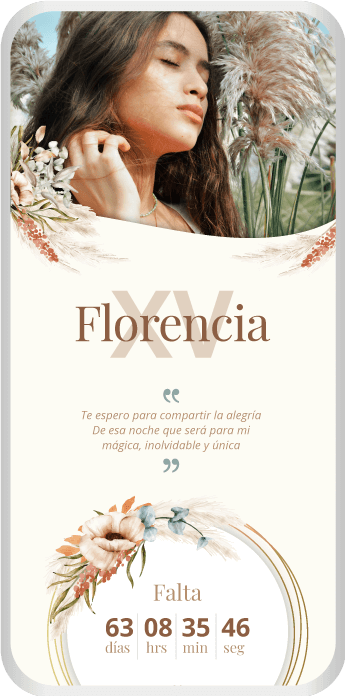 XV
Florencia
“
Te espero para compartir la alegría
De esa noche que será para mi
mágica, inolvidable y única
”
Falta
63 08 35 46
días hrs min seg